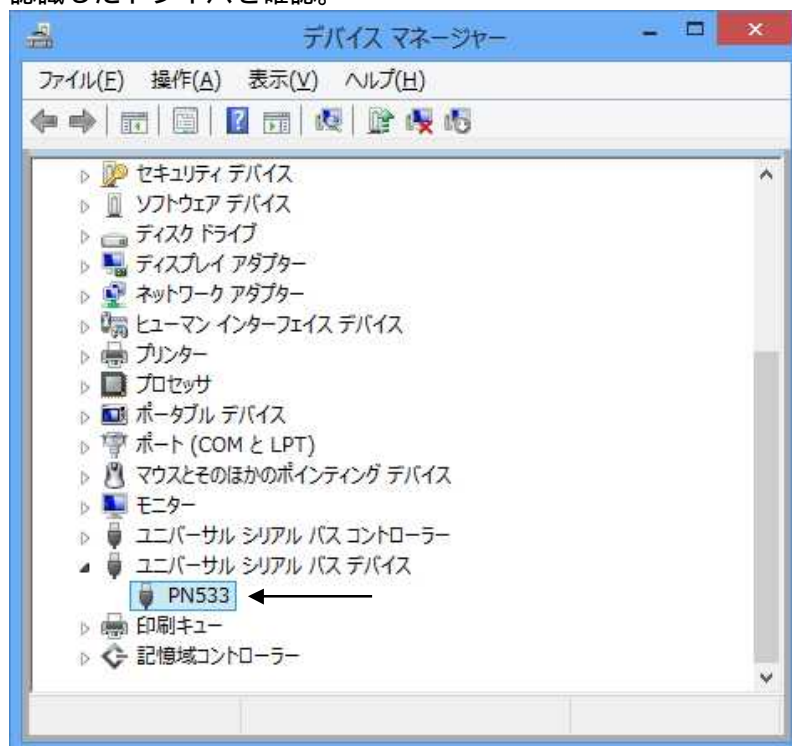 認識したドライバを確認。
デバイス マネージャー
ファイル(F) 操作(A) 表示(V) ヘルプ(H)
セキュリティ デバイス
ソフトウェア デバイス
ディスク ドライブ
ディスプレイ アダプター
ネットワーク アダプター
ヒューマン インターフェイス デバイス
プリンター
プロセッサ
ポータブル デバイス
ポート (COM と LPT)
マウスとそのほかのポインティング デバイス
モニター
ユニバーサル シリアル バス コントローラー
ユニバーサル シリアル バス デバイス
PN533
印刷キュー
記憶域コントローラー